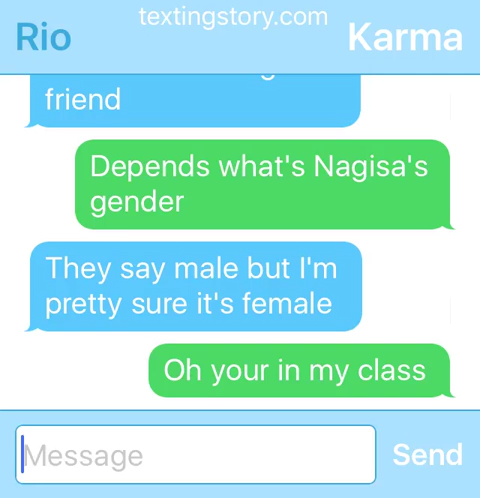 textingstory.com
Rio
Karma
friend
Depends what's Nagisa's
gender
They say male but I'm
pretty sure it's female
Oh your in my class
Message
Send